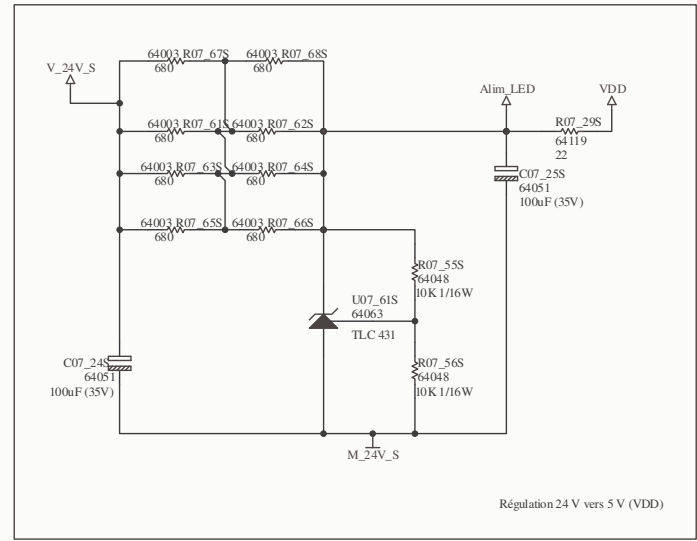 64003 R07_67S 64003 R07_68S
680 680
V_24V_S
Alim_LED VDD
64003 R07_61S 64003 R07_62S R07_29S
680 680 64119
22
64003 R07_63S 64003 R07_64S
680 680
C07_25S
64051
100uF (35V)
64003 R07_65S 64003 R07_66S
680 680
R07_55S
64048
10K 1/16W
U07_61S
64063
TLC 431
C07_24S
64051
100uF (35V)
R07_56S
64048
10K 1/16W
M_24V_S
Régulation 24 V vers 5 V (VDD)